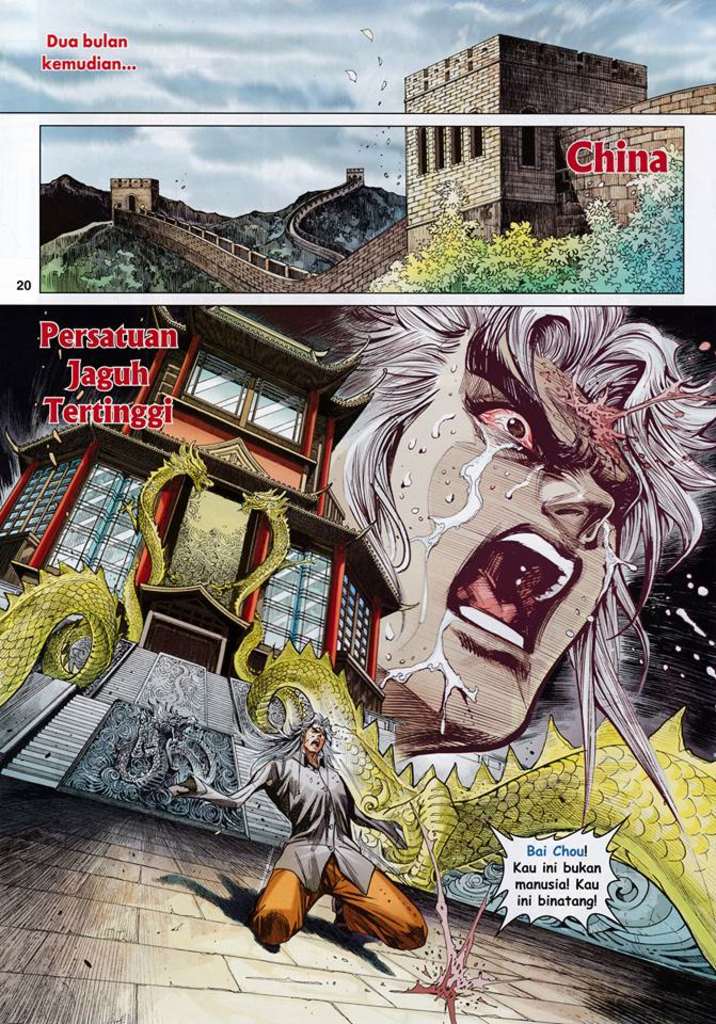 Dua bulan
kemudian...
China
20
Persatuan
Jaguh
Tertinggi
Bai Chou!
Kau ini bukan
manusia! Kau
ini binatang!